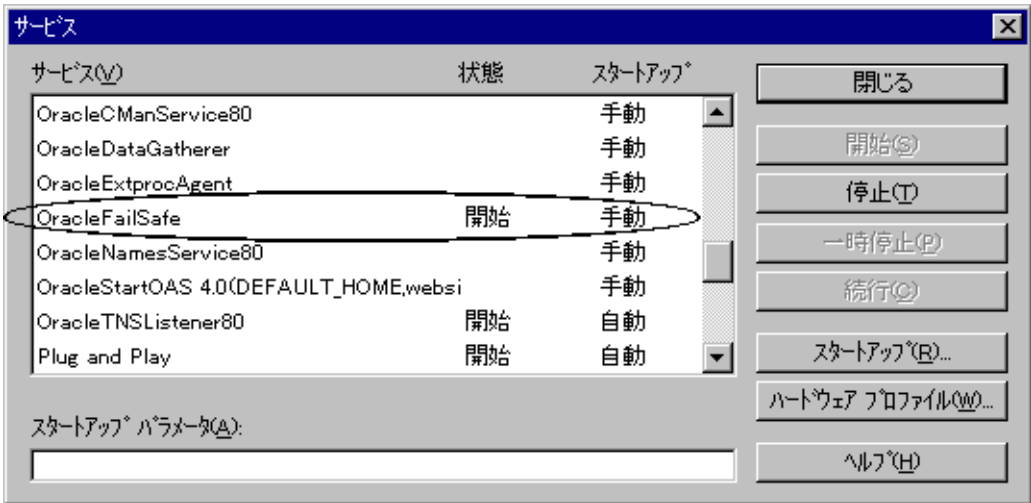 サービス
サービス(V) 状態 スタートアップ
OracleCManService80 手動
OracleDataGatherer 手動
OracleExtprocAgent 手動
OracleFailSafe 開始 手動
OracleNamesService80 手動
OracleStartOAS 4.0(DEFAULT_HOME,websi 手動
OracleTNSListener80 開始 自動
Plug and Play 開始 自動
スタートアップ パラメータ(A):
閉じる
開始(S)
停止(T)
一時停止(P)
続行(C)
スタートアップ(R)...
ハードウェア プロファイル(W)...
ヘルプ(H)